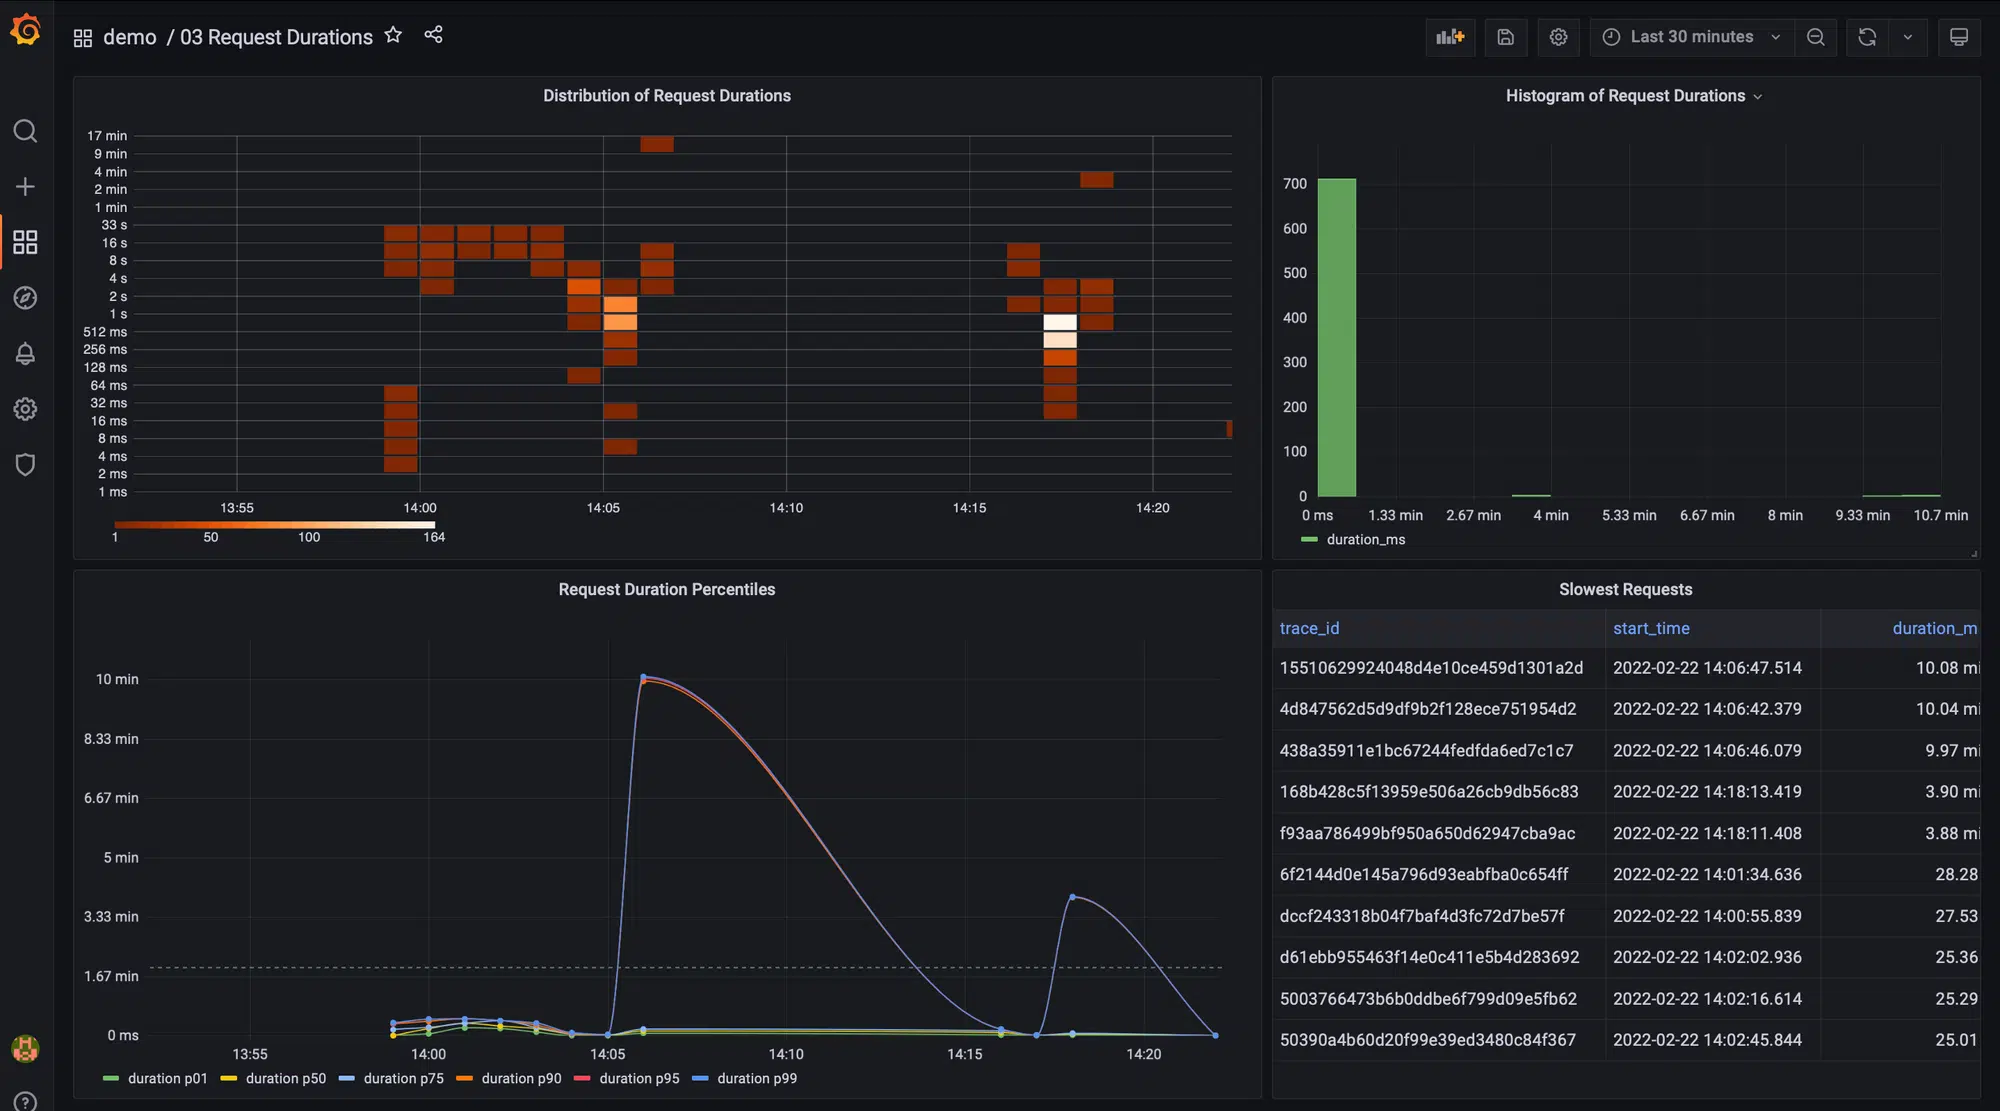 demo / 03 Request Durations
Last 30 minutes
Distribution of Request Durations
17 min
9 min
4 min
2 min
1 min
33 s
16 s
8 s
4 s
2 s
1 s
512 ms
256 ms
128 ms
64 ms
32 ms
16 ms
8 ms
4 ms
2 ms
1 ms
13:55 14:00 14:05 14:10 14:15 14:20
1 50 100 164
Histogram of Request Durations
700
600
500
400
300
200
100
0
0 ms 1.33 min 2.67 min 4 min 5.33 min 6.67 min 8 min 9.33 min 10.7 min
duration_ms
Request Duration Percentiles
10 min
8.33 min
6.67 min
5 min
3.33 min
1.67 min
0 ms
13:55 14:00 14:05 14:10 14:15 14:20
duration p01 duration p50 duration p75 duration p90 duration p95 duration p99
Slowest Requests
trace_id start_time duration_m
15510629924048d4e10ce459d1301a2d 2022-02-22 14:06:47.514 10.08 mi
4d847562d5d9df9b2f128ece751954d2 2022-02-22 14:06:42.379 10.04 mi
438a35911e1bc67244fedfda6ed7c1c7 2022-02-22 14:06:46.079 9.97 mi
168b428c5f13959e506a26cb9db56c83 2022-02-22 14:18:13.419 3.90 mi
f93aa786499bf950a650d62947cba9ac 2022-02-22 14:18:11.408 3.88 mi
6f2144d0e145a796d93eabfba0c654ff 2022-02-22 14:01:34.636 28.28
dccf243318b04f7baf4d3fc72d7be57f 2022-02-22 14:00:55.839 27.53
d61ebb955463f14e0c411e5b4d283692 2022-02-22 14:02:02.936 25.36
5003766473b6b0ddbe6f799d09e5fb62 2022-02-22 14:02:16.614 25.29
50390a4b60d20f99e39ed3480c84f367 2022-02-22 14:02:45.844 25.01